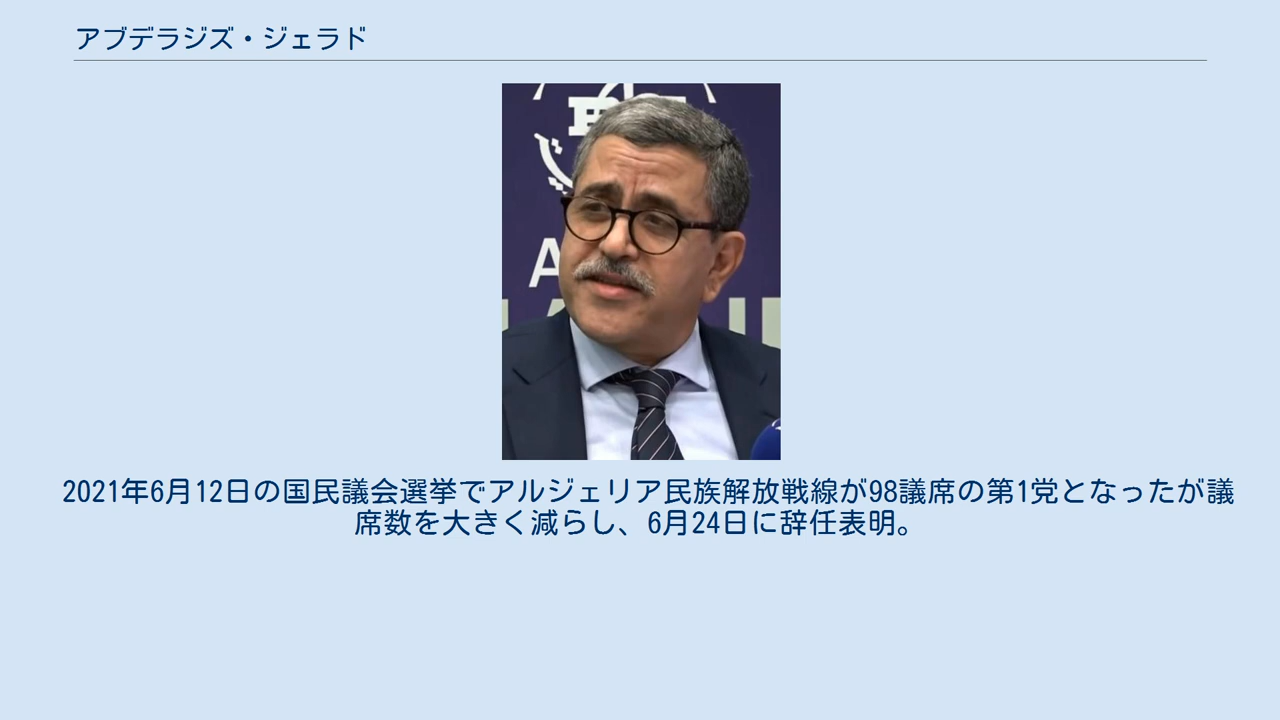 アブデラジズ・ジェラド
A
2021年6月12日の国民議会選挙でアルジェリア民族解放戦線が98議席の第1党となったが議
席数を大きく減らし、6月24日に辞任表明。